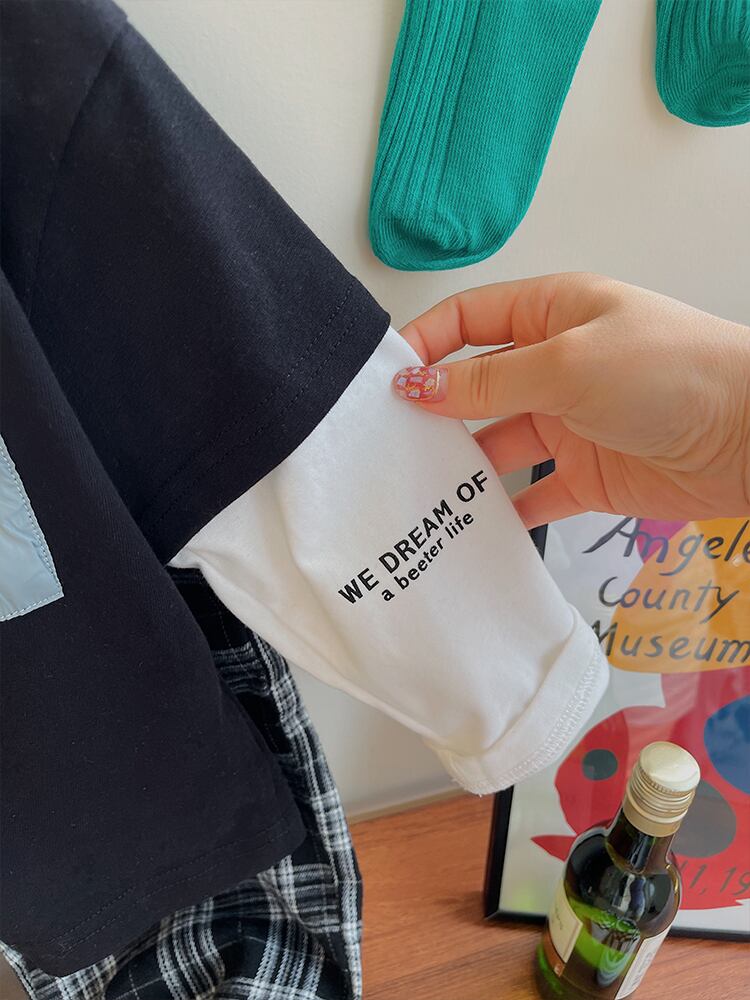 WE DREAM OF
a beeter life
Angele
County
Museum